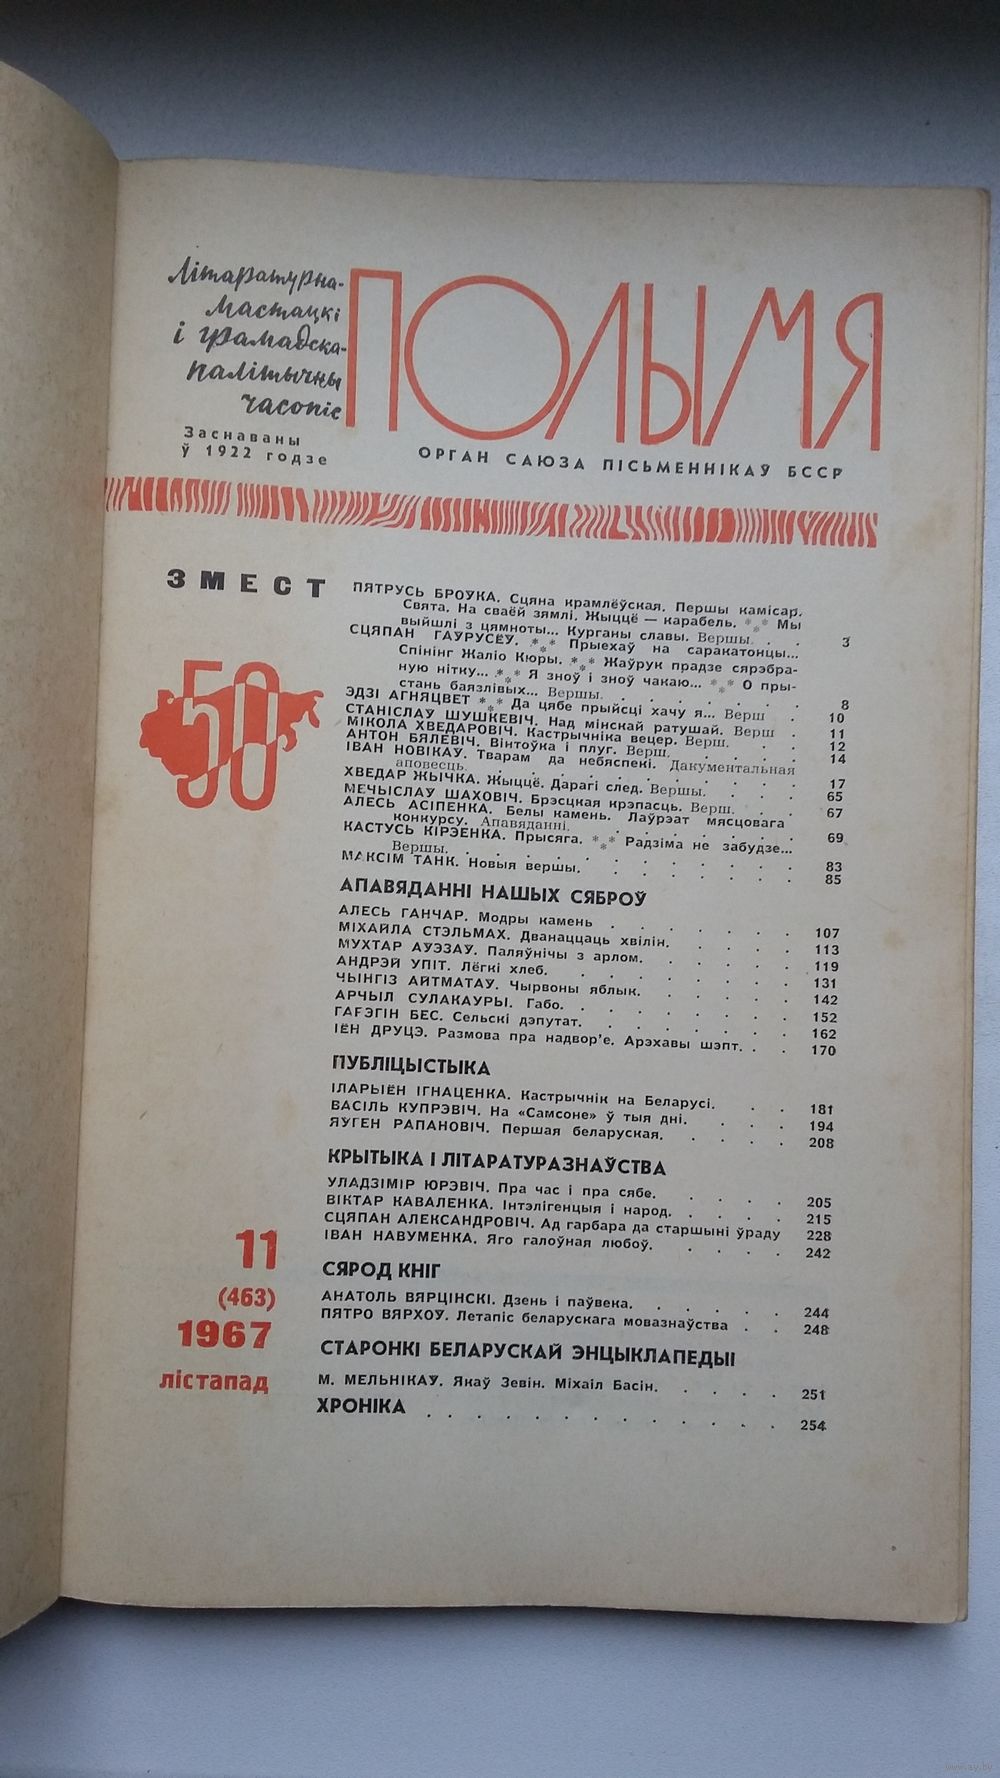 Літаратурна-
мастацкі
і грамадска-
палітычны
часопіс
Заснаваны
ў 1922 годзе
ПОЛЫМЯ
ОРГАН САЮЗА ПІСЬМЕННІКАЎ БССР
ЗМЕСТ
50
ПЯТРУСЬ БРОЎКА. Сцяна крамлёўская. Першы камісар.
Свята. На сваёй зямлі. Жыццё — карабель. *** Мы
выйшлі з цямноты... Курганы славы. Вершы. . . 3
СЦЯПАН ГАЎРУСЁЎ. *** Прыехаў на саракатонцы...
Спінінг Жаліо Кюры. *** Жаўрук прадзе сярэбра-
ную нітку... *** Я зноў і зноў чакаю... *** О пры-
стань баязлівых... Вершы. . . . . . . 8
ЭДЗІ АГНЯЦВЕТ *** Да цябе прыйсці хачу я... Верш . 10
СТАНІСЛАЎ ШУШКЕВІЧ. Над мінскай ратушай. Верш . 11
МІКОЛА ХВЕДАРОВІЧ. Кастрычніка вечер. Верш. . . 12
АНТОН БЯЛЕВІЧ. Вінтоўка і плуг. Верш. . . . . 14
ІВАН НОВІКАЎ. Тварам да небяспекі. Дакументальная
аповесць. . . . . . . . . . 17
ХВЕДАР ЖЫЧКА. Жыццё. Дарагі след. Вершы. . . . 65
МЕЧЫСЛАЎ ШАХОВІЧ. Брэсцкая крэпасць. Верш. . . 67
АЛЕСЬ АСІПЕНКА. Белы камень. Лаўрэат мясцовага
конкурсу. Апавяданні. . . . . . . 69
КАСТУСЬ КІРЭЕНКА. Прысяга. *** Радзіма не забудзе...
Вершы. . . . . . . . . . . 83
МАКСІМ ТАНК. Новыя вершы. . . . . . . 85
АПАВЯДАННІ НАШЫХ СЯБРОЎ
АЛЕСЬ ГАНЧАР. Модры камень . . . . . . . 107
МІХАЙЛА СТЭЛЬМАХ. Дванаццаць хвілін. . . . . 113
МУХТАР АУЭЗАЎ. Паляўнічы з арлом. . . . . 119
АНДРЭЙ УПІТ. Лёгкі хлеб. . . . . . . . 131
ЧЫНГІЗ АЙТМАТАЎ. Чырвоны яблык. . . . . . 142
АРЧЫЛ СУЛАКАУРЫ. Габо. . . . . . . . 152
ГАРЭГІН БЕС. Сельскі дэпутат. . . . . . . 162
ІЁН ДРУЦЭ. Размова пра надвор'е. Арэхавы шэпт. . . 170
ПУБЛІЦЫСТЫКА
ІЛАРЫЁН ІГНАЦЕНКА. Кастрычнік на Беларусі. . . 181
ВАСІЛЬ КУПРЭВІЧ. На «Самсоне» ў тыя дні. . . . 194
ЯУГЕН РАПАНОВІЧ. Першая беларуская. . . . . 208
КРЫТЫКА І ЛІТАРАТУРАЗНАЎСТВА
УЛАДЗІМІР ЮРЭВІЧ. Пра час і пра сябе. . . . . 205
ВІКТАР КАВАЛЕНКА. Інтэлігенцыя і народ. . . . . 215
СЦЯПАН АЛЕКСАНДРОВІЧ. Ад гарбара да старшыні ўраду 228
ІВАН НАВУМЕНКА. Яго галоўная любоў. . . . . 242
СЯРОД КНІГ
АНАТОЛЬ ВЯРЦІНСКІ. Дзень і паўвека. . . . . . 244
ПЯТРО ВЯРХОЎ. Летапіс беларускага мовазнаўства . . 248
СТАРОНКІ БЕЛАРУСКАЙ ЭНЦЫКЛАПЕДЫІ
М. МЕЛЬНІКАЎ. Якаў Зевін. Міхаіл Басін. . . . . 251
ХРОНІКА . . . . . . . . . . . . 254
11
(463)
1967
лістапад
www.ay.by